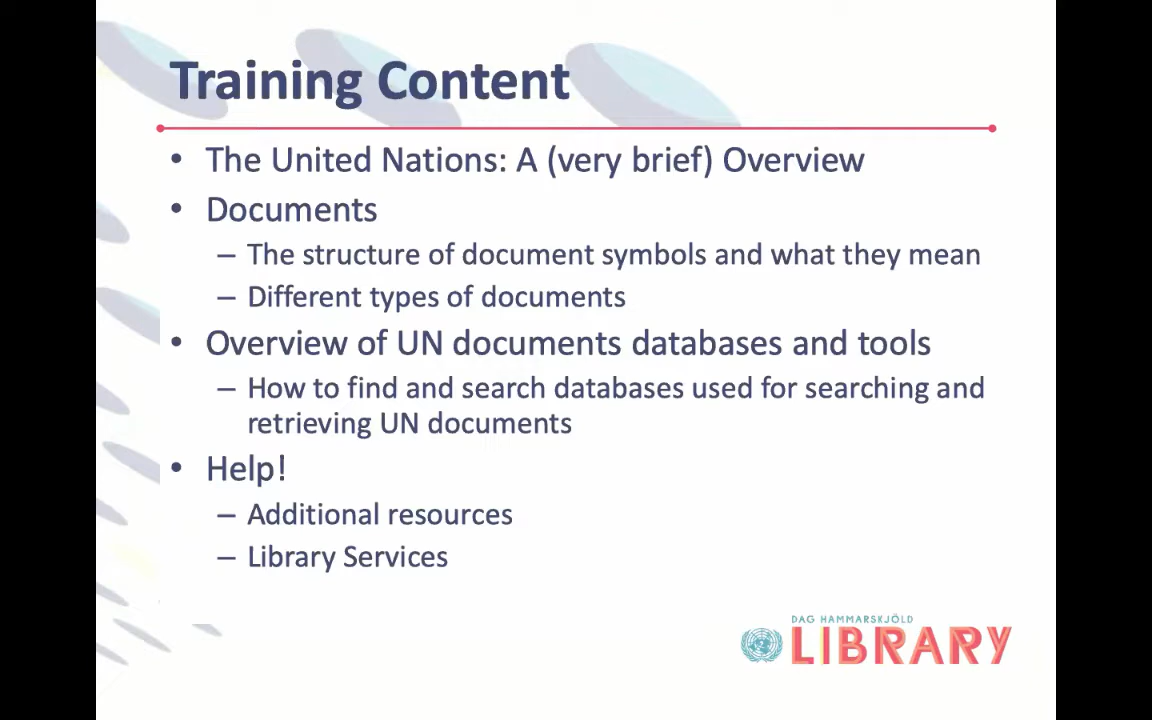 Training Content
• The United Nations: A (very brief) Overview
• Documents
– The structure of document symbols and what they mean
– Different types of documents
• Overview of UN documents databases and tools
– How to find and search databases used for searching and
retrieving UN documents
• Help!
– Additional resources
– Library Services
DAG HAMMARSKJÖLD
LIBRARY